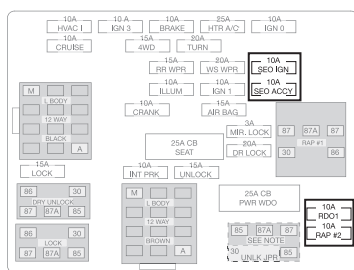 10A 10A 10A 25A 10A
HVAC I IGN 3 BRAKE HTR A/C IGN 0
10A 15A 20A
CRUISE 4WD TURN
15A 20A 10A
RR WPR WS WPR SEO IGN
10A 10A 10A
ILLUM IGN 1 SEO ACCY
10A 15A
CRANK AIR BAG
M
L BODY
12 WAY
BLACK
A
3A
MIR. LOCK
20A
DR LOCK
87 87A 87
RAP #1
30 86
25A CB
SEAT
15A 10A 15A
LOCK INT PRK UNLOCK
86 30
DRY UNLOCK
87 87A 85
86 30
LOCK
87 87A 85
M
L BODY
12 WAY
BROWN
A
25A CB
PWR WDO
85 87A 87
SEE NOTE
30 85
UNLK JPR
10A
RDO1
10A
RAP #2